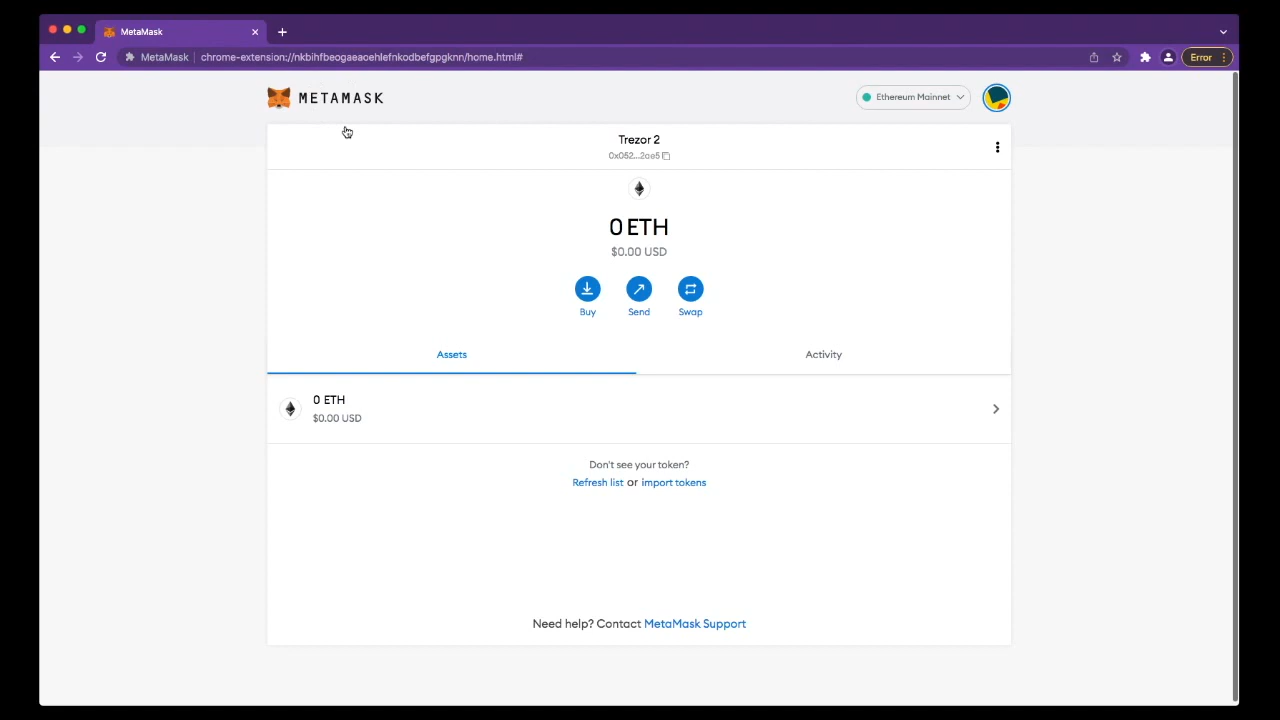 MetaMask
MetaMask chrome-extension://nkbihfbeogaeaoehlefnkodbefgpgknn/home.html#
Error
METAMASK
Ethereum Mainnet
Trezor 2
0x052...2ae5
0 ETH
$0.00 USD
Buy
Send
Swap
Assets
Activity
0 ETH
$0.00 USD
Don't see your token?
Refresh list or import tokens
Need help? Contact MetaMask Support